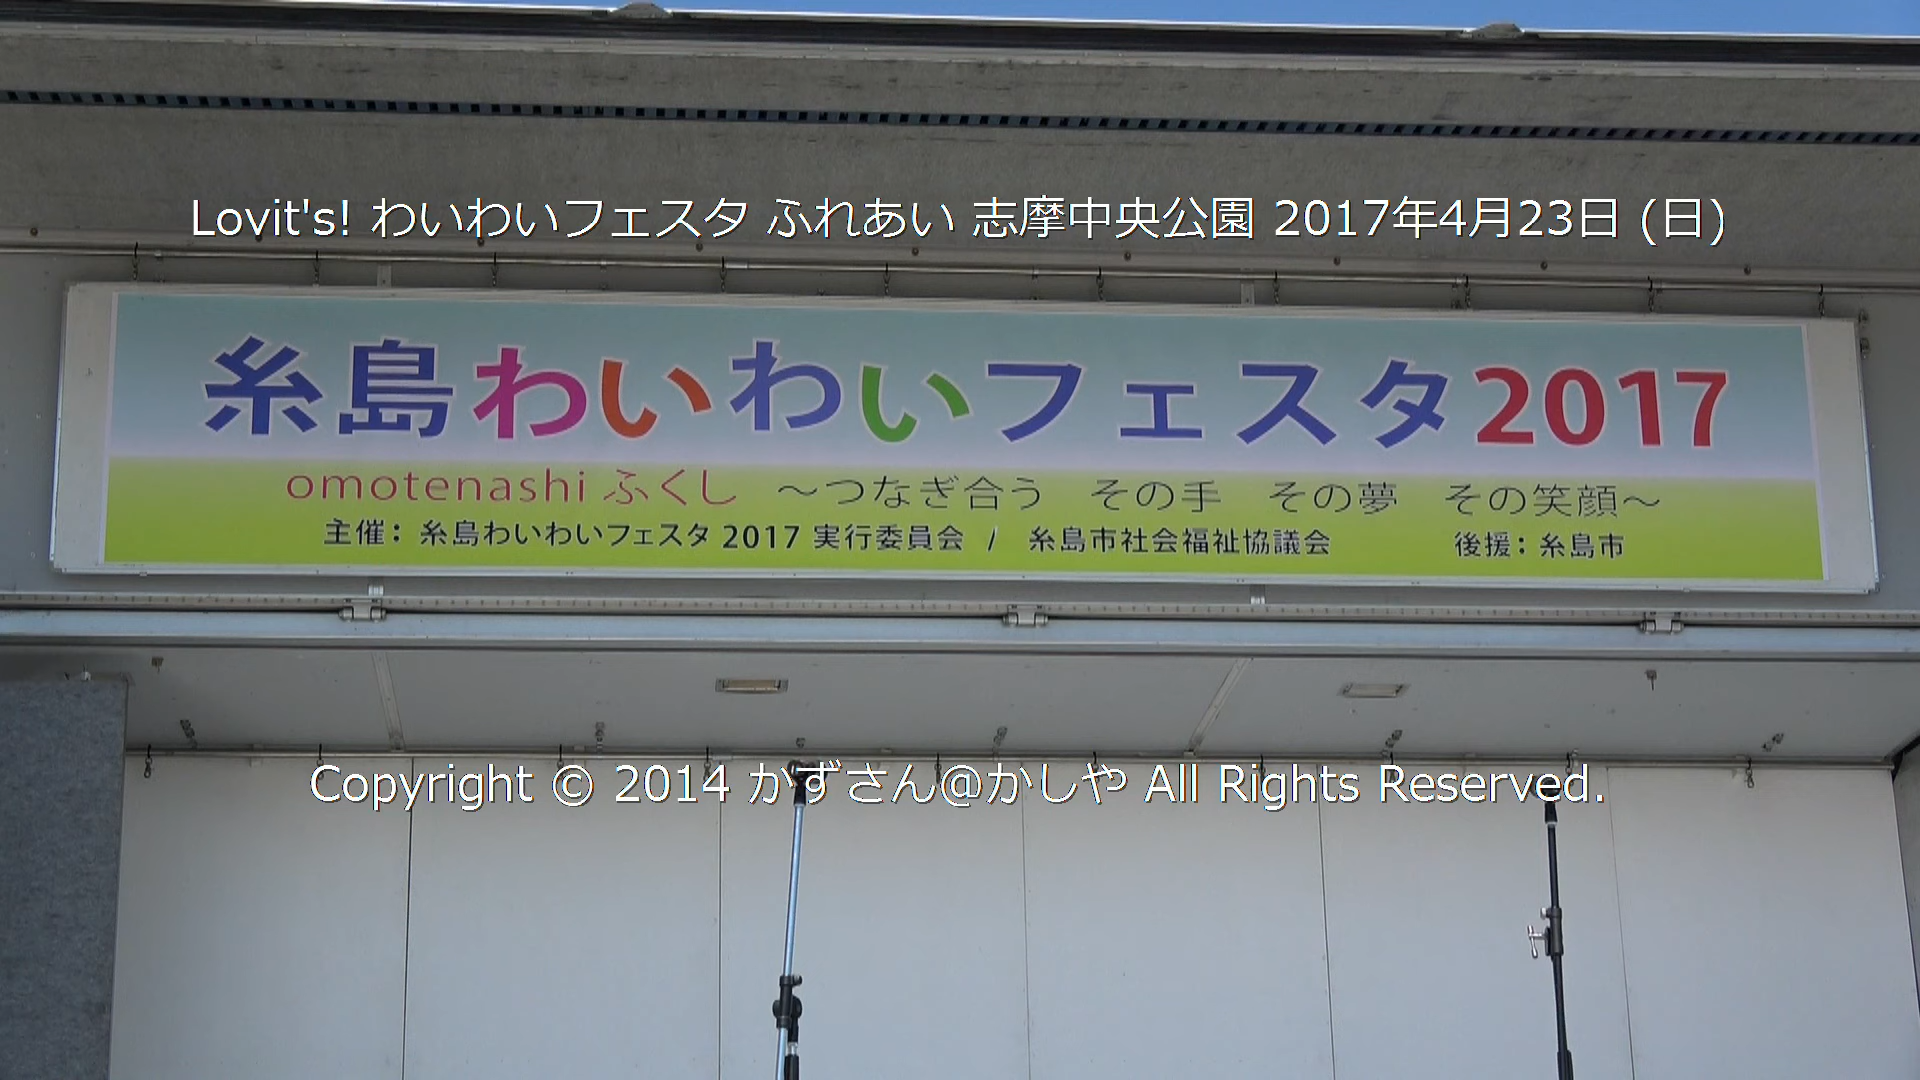 Lovit's! わいわいフェスタ ふれあい 志摩中央公園 2017年4月23日 (日)
糸島わいわいフェスタ2017
omotenashi ふくし ～つなぎ合う その手 その夢 その笑顔～
主催：糸島わいわいフェスタ 2017 実行委員会 / 糸島市社会福祉協議会 後援：糸島市
Copyright © 2014 かずさん@かしや All Rights Reserved.